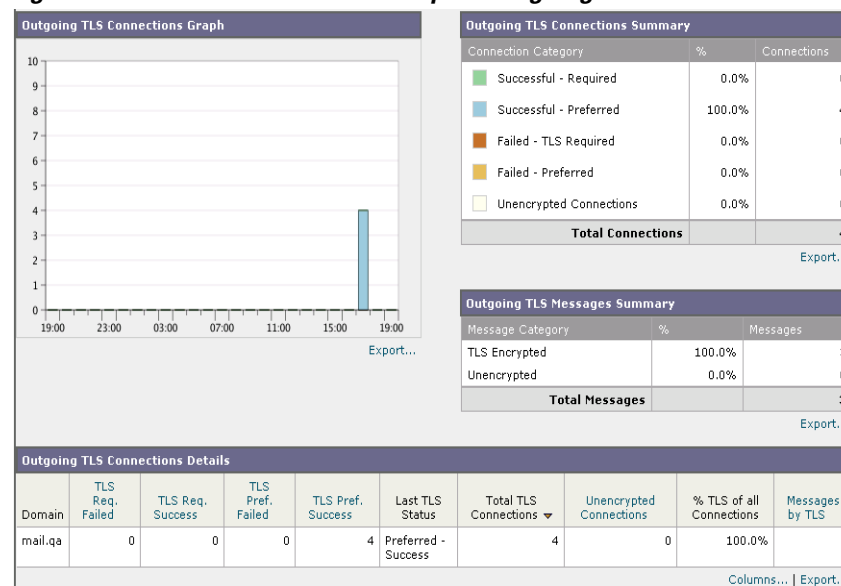 Outgoing TLS Connections Graph
10
9
8
7
6
5
4
3
2
1
0
19:00 23:00 03:00 07:00 11:00 15:00 19:00
Export...
Outgoing TLS Connections Summary
Connection Category % Connections
Successful - Required 0.0%
Successful - Preferred 100.0%
Failed - TLS Required 0.0%
Failed - Preferred 0.0%
Unencrypted Connections 0.0%
Total Connections
Export.
Outgoing TLS Messages Summary
Message Category % Messages
TLS Encrypted 100.0%
Unencrypted 0.0%
Total Messages
Export.
Outgoing TLS Connections Details
Domain TLS Req. Failed TLS Req. Success TLS Pref. Failed TLS Pref. Success Last TLS Status Total TLS Connections Unencrypted Connections % TLS of all Connections Messages by TLS
mail.qa 0 0 0 4 Preferred - Success 4 0 100.0%
Columns... | Export.